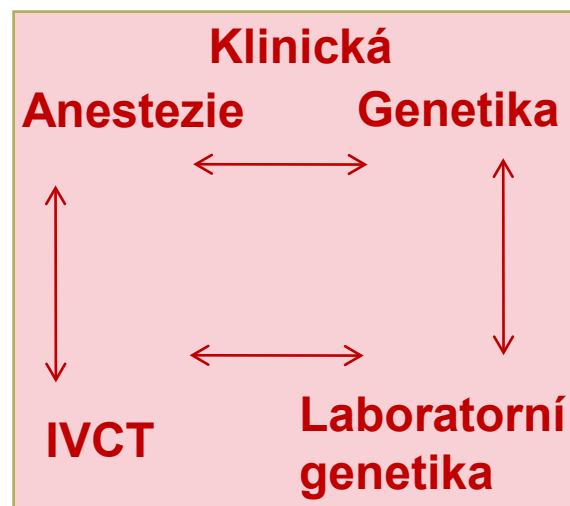 Klinická
Anestezie Genetika
IVCT
Laboratorní
genetika